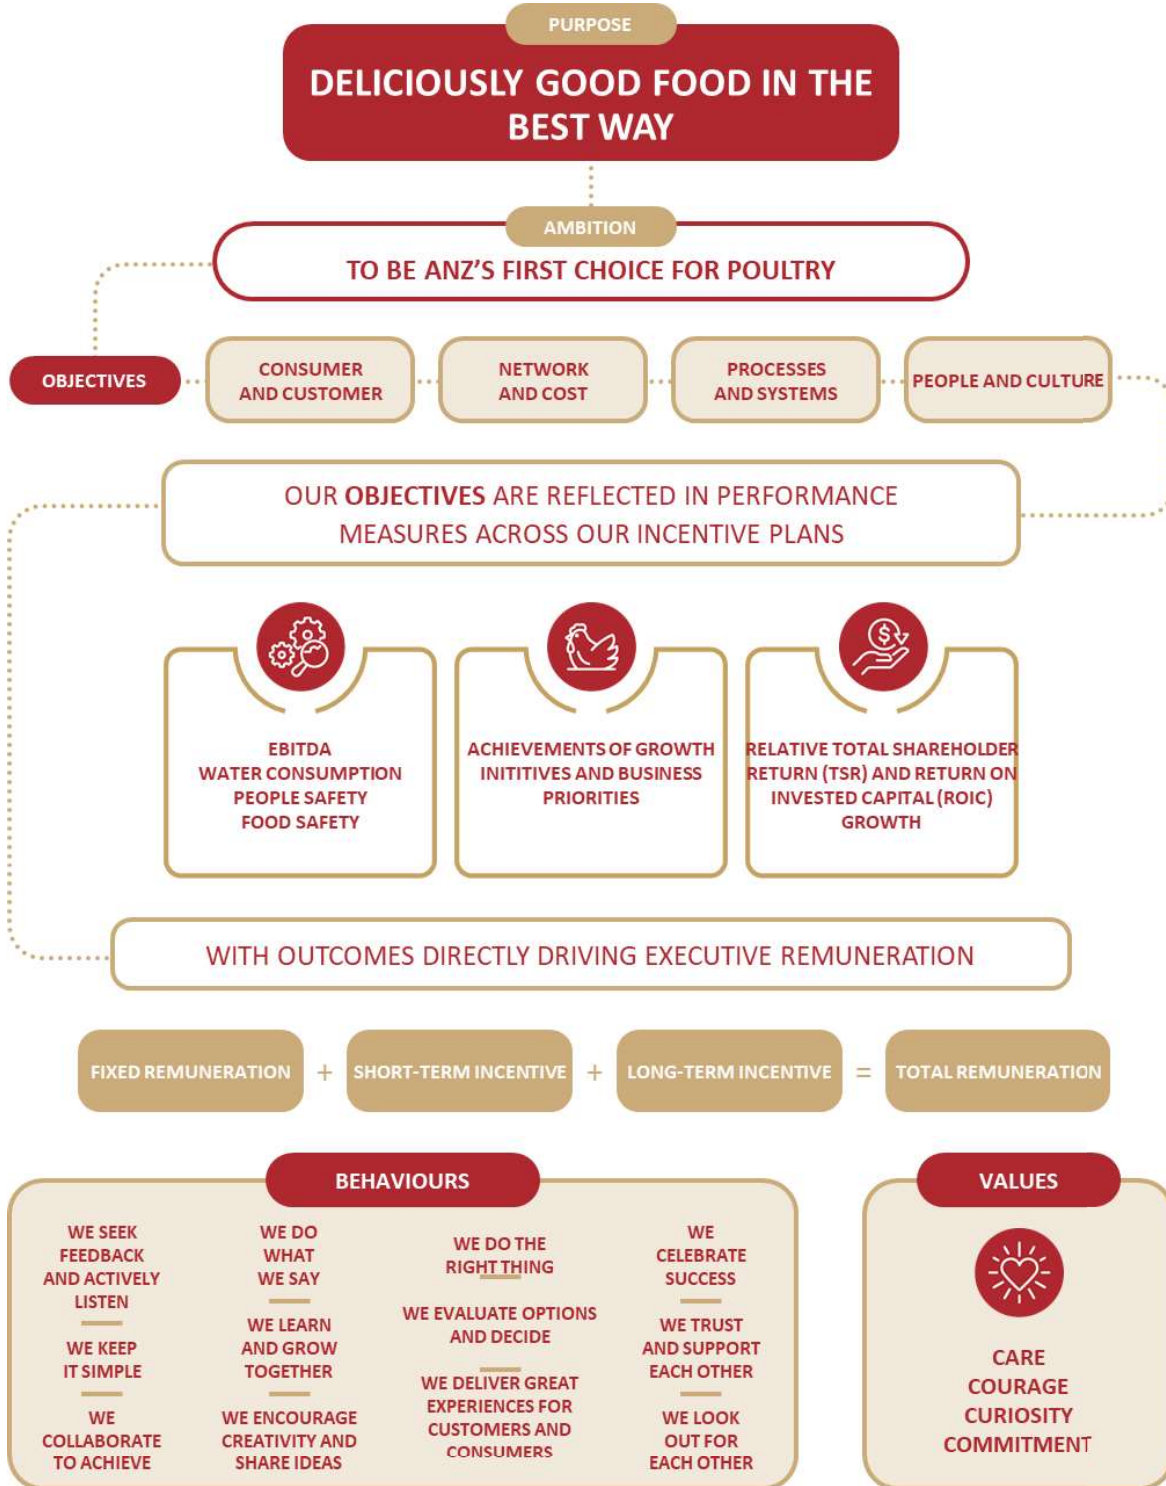 PURPOSE
DELICIOUSLY GOOD FOOD IN THE
BEST WAY
AMBITION
TO BE ANZ'S FIRST CHOICE FOR POULTRY
OBJECTIVES
CONSUMER
AND CUSTOMER
NETWORK
AND COST
PROCESSES
AND SYSTEMS
PEOPLE AND CULTURE
OUR OBJECTIVES ARE REFLECTED IN PERFORMANCE
MEASURES ACROSS OUR INCENTIVE PLANS
EBITDA
WATER CONSUMPTION
PEOPLE SAFETY
FOOD SAFETY
ACHIEVEMENTS OF GROWTH
INITITIVES AND BUSINESS
PRIORITIES
$
RELATIVE TOTAL SHAREHOLDER
RETURN (TSR) AND RETURN ON
INVESTED CAPITAL (ROIC)
GROWTH
WITH OUTCOMES DIRECTLY DRIVING EXECUTIVE REMUNERATION
FIXED REMUNERATION + SHORT-TERM INCENTIVE + LONG-TERM INCENTIVE = TOTAL REMUNERATION
BEHAVIOURS
WE SEEK
FEEDBACK
AND ACTIVELY
LISTEN
WE KEEP
IT SIMPLE
WE
COLLABORATE
TO ACHIEVE
WE DO
WHAT
WE SAY
WE LEARN
AND GROW
TOGETHER
WE ENCOURAGE
CREATIVITY AND
SHARE IDEAS
WE DO THE
RIGHT THING
WE EVALUATE OPTIONS
AND DECIDE
WE DELIVER GREAT
EXPERIENCES FOR
CUSTOMERS AND
CONSUMERS
WE
CELEBRATE
SUCCESS
WE TRUST
AND SUPPORT
EACH OTHER
WE LOOK
OUT FOR
EACH OTHER
VALUES
CARE
COURAGE
CURIOSITY
COMMITMENT